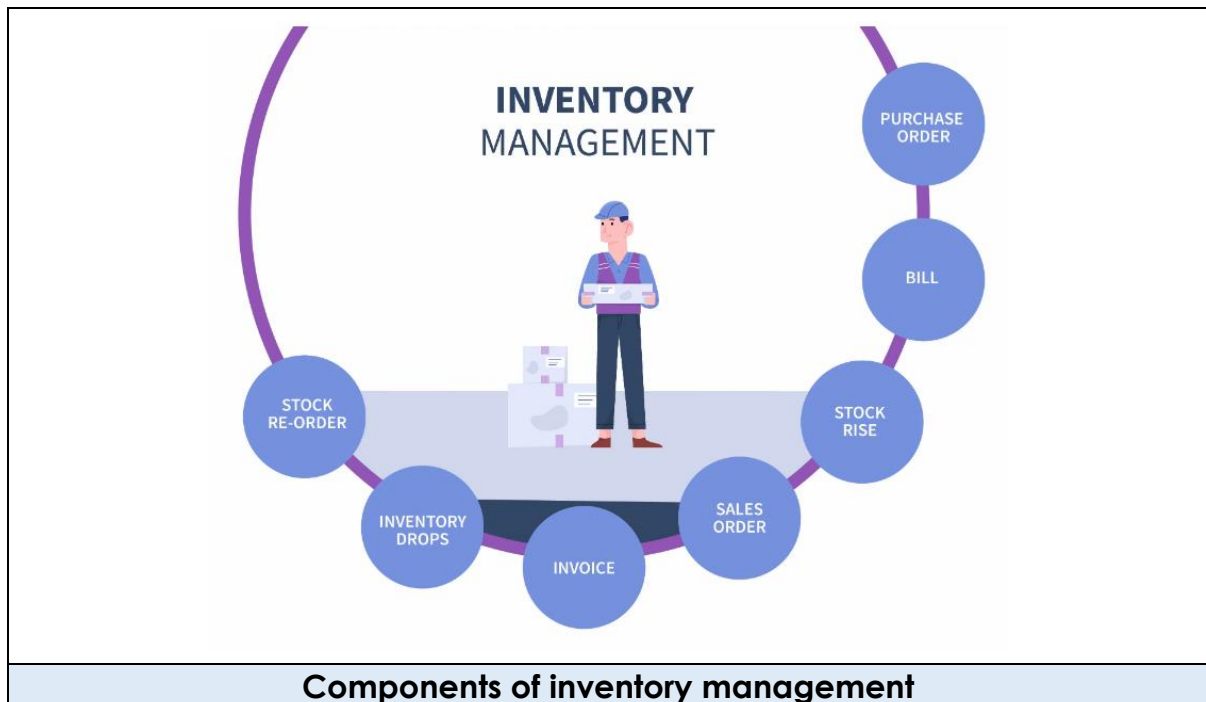 INVENTORY
MANAGEMENT
PURCHASE
ORDER
BILL
STOCK
RISE
SALES
ORDER
INVOICE
INVENTORY
DROPS
STOCK
RE-ORDER
Components of inventory management